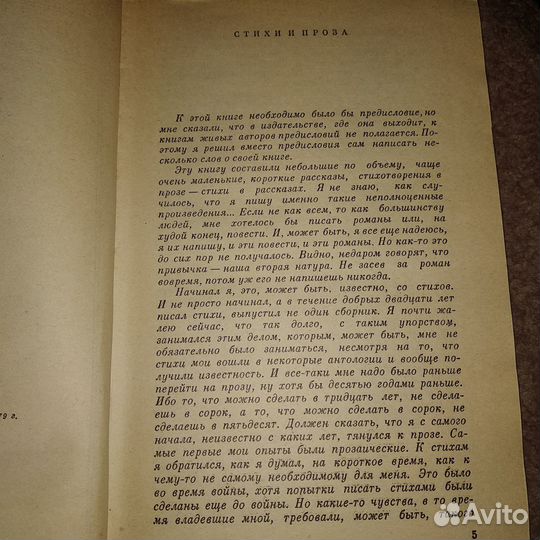 СТИХИ И ПРОЗА
К этой книге необходимо было бы предисловие, но
мне сказали, что в издательстве, где она выходит, к
книгам живых авторов предисловий не полагается. По-
этому я решил вместо предисловия сам написать не-
сколько слов о своей книге.
Эту книгу составили небольшие по объему, чаще
очень маленькие, короткие рассказы, стихотворения в
прозе — стихи в рассказах. Я не знаю, как слу-
чилось, что я пишу именно такие неполноценные
произведения... Если не как всем, то как большинству
людей, мне хотелось бы писать романы или, на
худой конец, повести. И, может быть, я все еще надеюсь,
я их напишу, и эти повести, и эти романы. Но как-то это
до сих пор не получалось. Видно, недаром говорят, что
привычка — наша вторая натура. Не засев за роман
вовремя, потом уж его не напишешь никогда.
Начинал я, это, может быть, известно, со стихов.
И не просто начинал, а в течение добрых двадцати лет
писал стихи, выпустил не один сборник. Я почти жа-
лею сейчас, что так долго, с таким упорством,
занимался этим делом, которым, может быть, мне не
обязательно было заниматься, несмотря на то, что
стихи мои вошли в некоторые антологии и вообще по-
лучили известность. И все-таки мне надо было раньше
перейти на прозу, ну хотя бы десятью годами раньше.
Ибо то, что можно сделать в тридцать лет, не сдела-
ешь в сорок, а то, что можно сделать в сорок, не
сделаешь в пятьдесят. Должен сказать, что я с самого
начала, неизвестно с каких лет, тянулся к прозе. Са-
мые первые мои опыты были прозаические. К стихам
я обратился, как я думал, на короткое время, как к
чему-то не самому необходимому для меня. Это было
во время войны, хотя попытки писать стихами были
сделаны еще до войны. Но какие-то чувства, в то вре-
мя владевшие мной, требовали, может быть, такого
5
79 г.
Avito